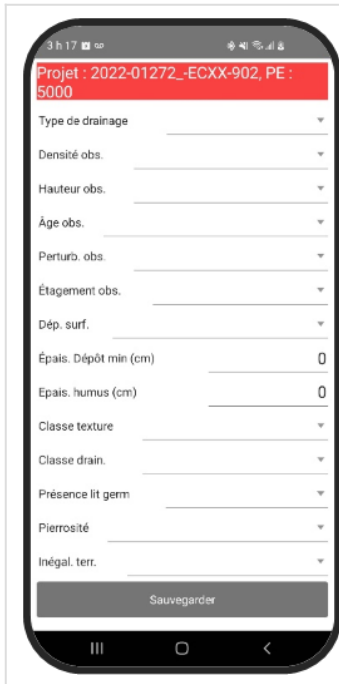 3 h 17
Projet : 2022-01272_-ECXX-902, PE :
5000
Type de drainage
Densité obs.
Hauteur obs.
Âge obs.
Perturb. obs.
Étagement obs.
Dép. surf.
Épais. Dépôt min (cm) 0
Epais. humus (cm) 0
Classe texture
Classe drain.
Présence lit germ
Pierrosité
Inégal. terr.
Sauvegarder